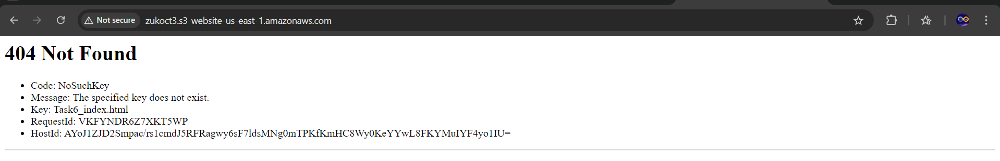 Not secure
zukoct3.s3-website-us-east-1.amazonaws.com
404 Not Found
Code: NoSuchKey
Message: The specified key does not exist.
Key: Task6_index.html
RequestId: VKFYNDR6Z7XKT5WP
HostId: AYoJ1ZJD2Smpac/rs1cmdJ5RFRagwy6sF7ldsMNg0mTPKfKmHC8Wy0KeYYwL8FKYMuIYF4yo1IU=